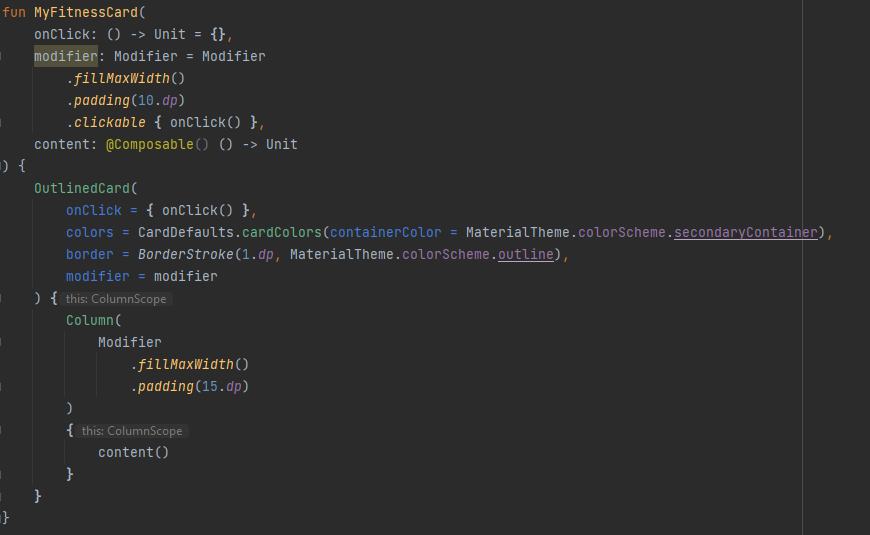 fun MyFitnessCard(
    onClick: () -> Unit = {},
    modifier: Modifier = Modifier
        .fillMaxWidth()
        .padding(10.dp)
        .clickable { onClick() },
    content: @Composable() () -> Unit
) {
    OutlinedCard(
        onClick = { onClick() },
        colors = CardDefaults.cardColors(containerColor = MaterialTheme.colorScheme.secondaryContainer),
        border = BorderStroke(1.dp, MaterialTheme.colorScheme.outline),
        modifier = modifier
    ) { this: ColumnScope
        Column(
            Modifier
                .fillMaxWidth()
                .padding(15.dp)
        )
        { this: ColumnScope
            content()
        }
    }
}